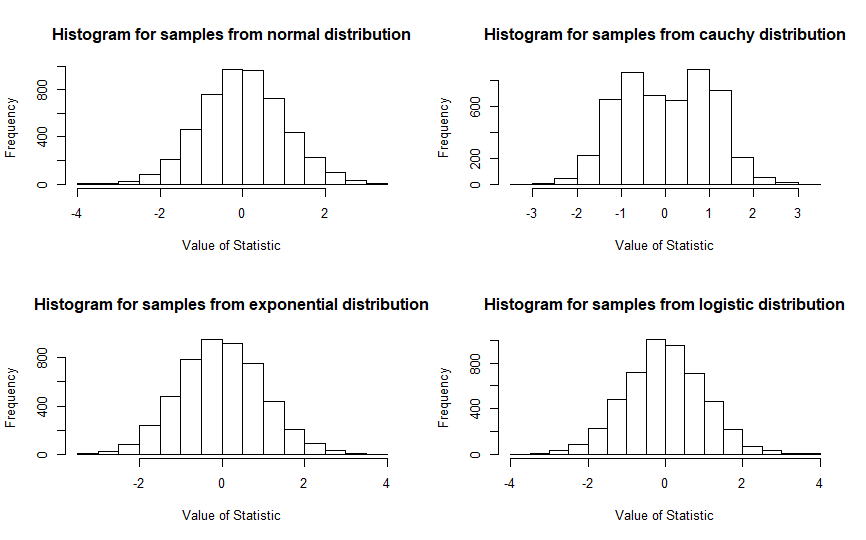 Histogram for samples from normal distribution
Frequency
0 400 800
-4 -2 0 2
Value of Statistic
Histogram for samples from cauchy distribution
Frequency
0 200 600
-3 -2 -1 0 1 2 3
Value of Statistic
Histogram for samples from exponential distribution
Frequency
0 400 800
-2 0 2 4
Value of Statistic
Histogram for samples from logistic distribution
Frequency
0 400 800
-4 -2 0 2 4
Value of Statistic